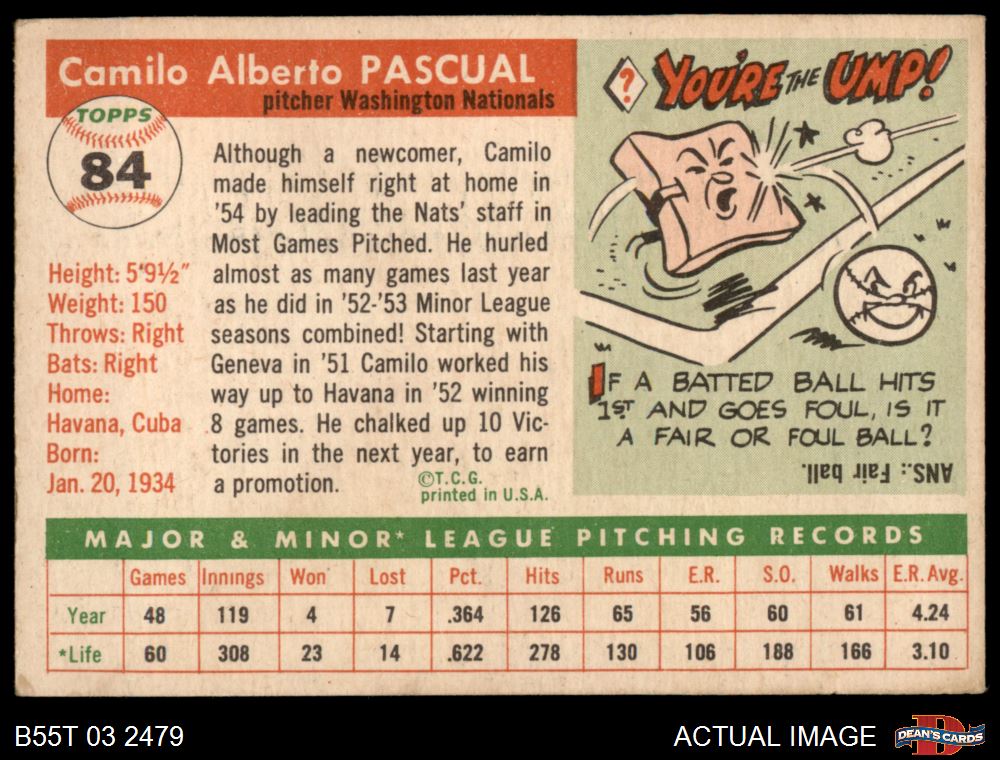 Camilo Alberto PASCUAL
pitcher Washington Nationals
TOPPS
84
Height: 5'9½"
Weight: 150
Throws: Right
Bats: Right
Home:
Havana, Cuba
Born:
Jan. 20, 1934
Although a newcomer, Camilo
made himself right at home in
'54 by leading the Nats' staff in
Most Games Pitched. He hurled
almost as many games last year
as he did in '52-'53 Minor League
seasons combined! Starting with
Geneva in '51 Camilo worked his
way up to Havana in '52 winning
8 games. He chalked up 10 Vic-
tories in the next year, to earn
a promotion.
©T.C.G.
printed in U.S.A.
? YOU'RE THE UMP!
IF A BATTED BALL HITS
1ST AND GOES FOUL, IS IT
A FAIR OR FOUL BALL?
ANS.: Fair ball.
MAJOR & MINOR* LEAGUE PITCHING RECORDS
Games Innings Won Lost Pct. Hits Runs E.R. S.O. Walks E.R. Avg.
Year 48 119 4 7 .364 126 65 56 60 61 4.24
*Life 60 308 23 14 .622 278 130 106 188 166 3.10
B55T 03 2479
ACTUAL IMAGE
D
DEAN'S CARDS